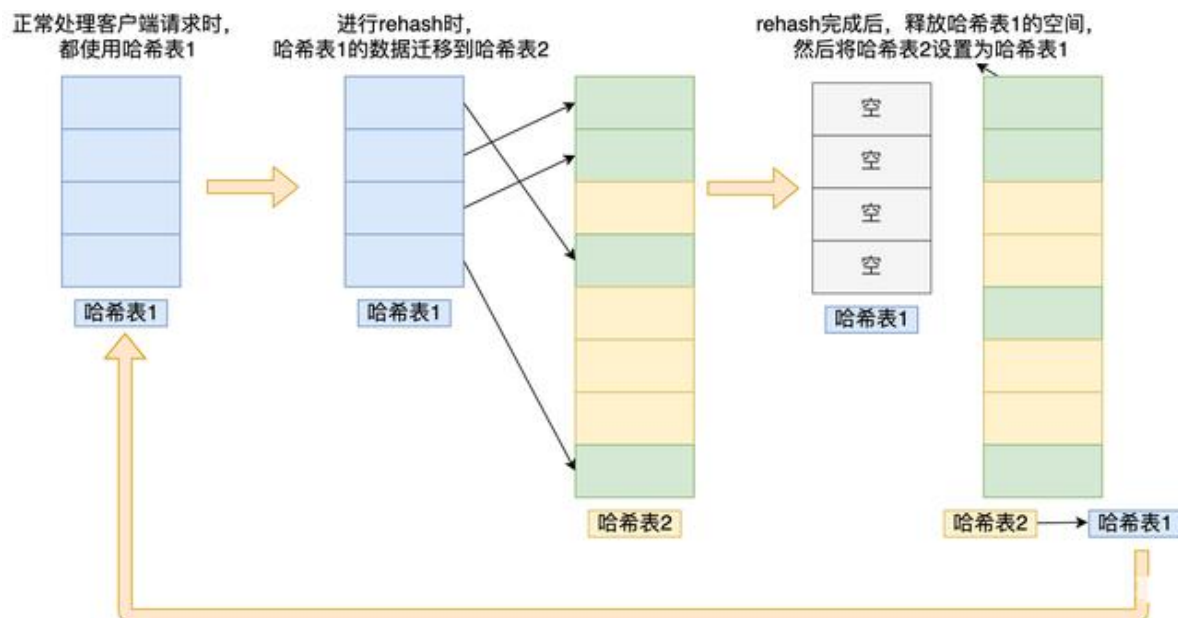 正常处理客户端请求时，
都使用哈希表1
进行rehash时，
哈希表1的数据迁移到哈希表2
rehash完成后，释放哈希表1的空间，
然后将哈希表2设置为哈希表1
空
空
空
空
哈希表1
哈希表1
哈希表1
哈希表2
哈希表2
哈希表1